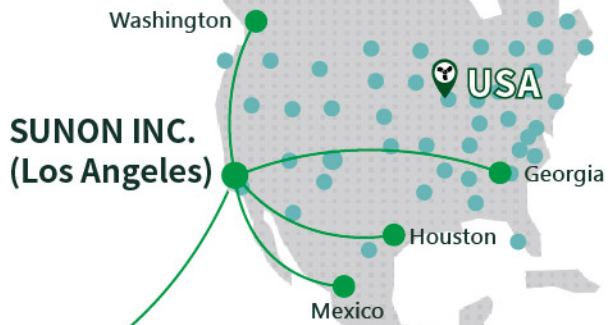 Washington
USA
SUNON INC.
(Los Angeles)
Georgia
Houston
Mexico